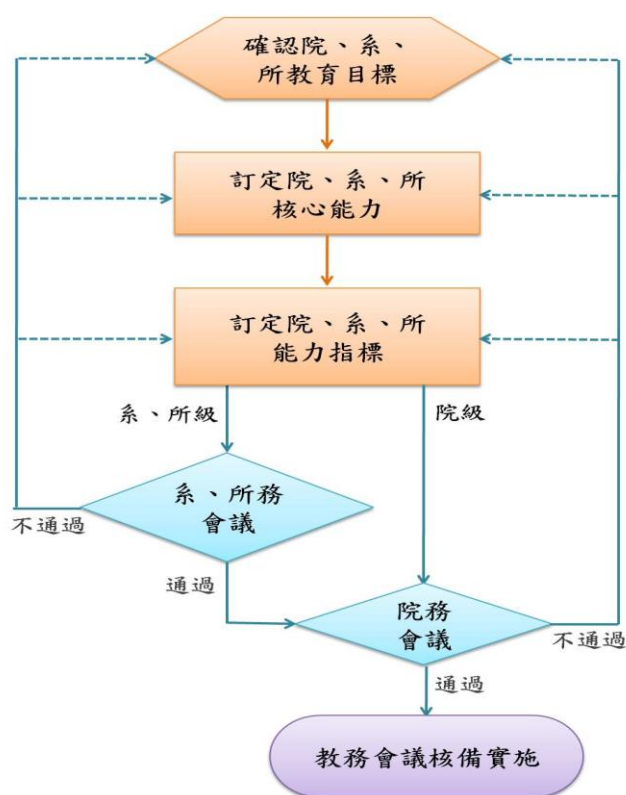 確認院、系、
所教育目標
訂定院、系、所
核心能力
訂定院、系、所
能力指標
系、所級
院級
系、所務
會議
不通過
通過
院務
會議
不通過
通過
教務會議核備實施